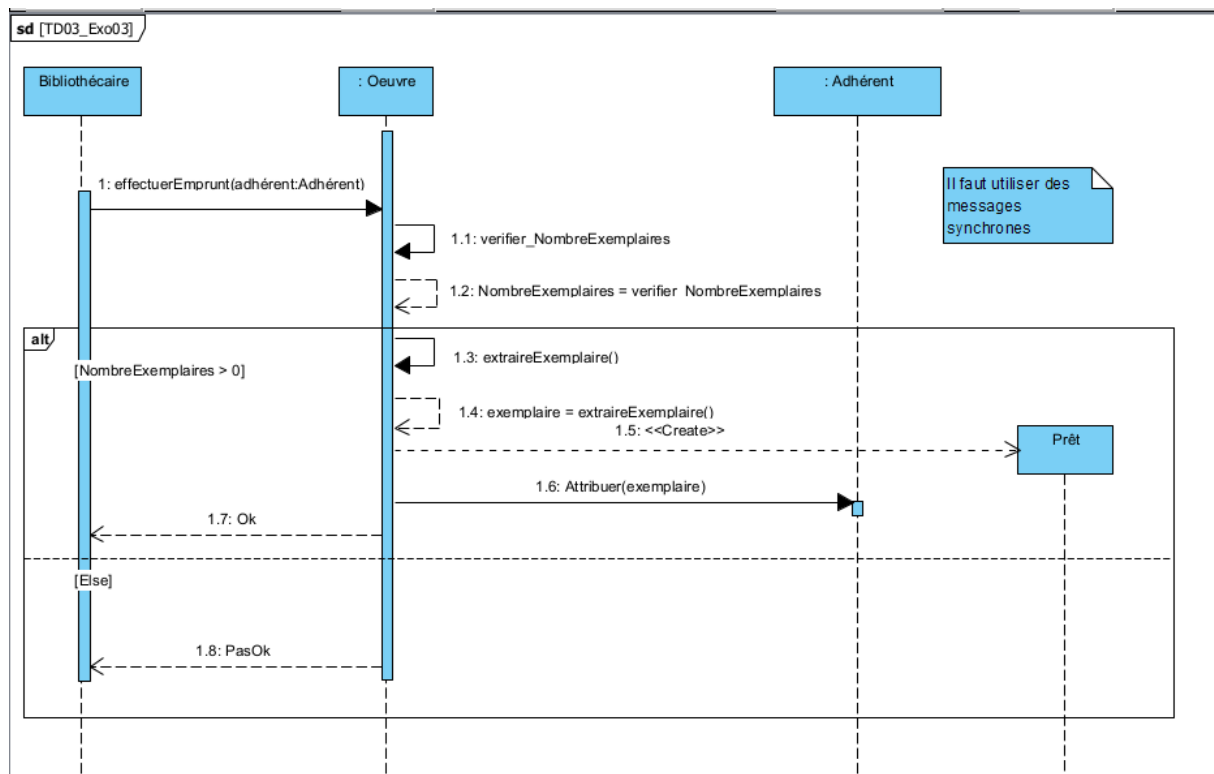 sd [TD03_Exo03]
Bibliothécaire
: Oeuvre
: Adhérent
1: effectuerEmprunt(adhérent:Adhérent)
Il faut utiliser des
messages
synchrones
1.1: verifier_NombreExemplaires
1.2: NombreExemplaires = verifier_NombreExemplaires
alt
[NombreExemplaires > 0]
1.3: extraireExemplaire()
1.4: exemplaire = extraireExemplaire()
1.5: <<Create>>
Prêt
1.6: Attribuer(exemplaire)
1.7: Ok
[Else]
1.8: PasOk